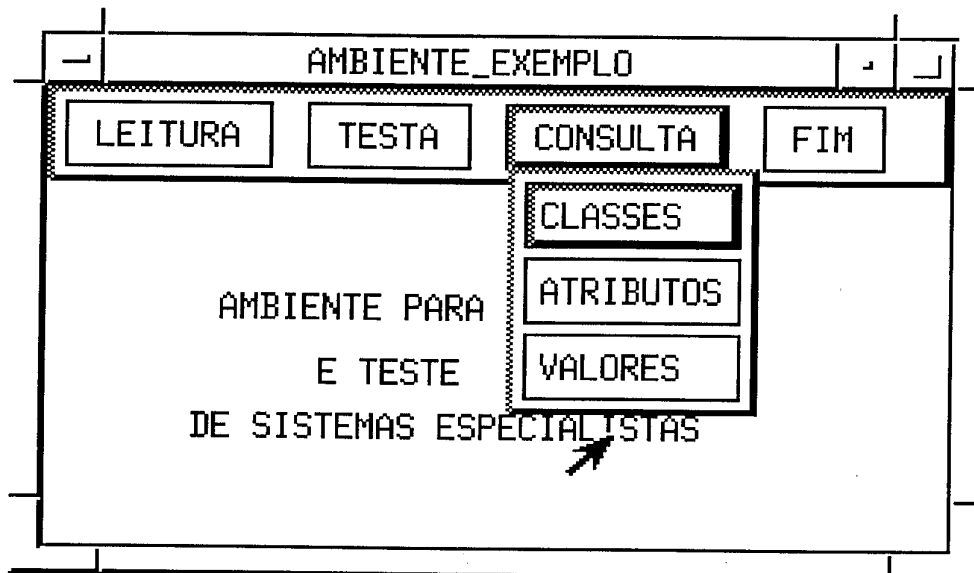 AMBIENTE_EXEMPLO
LEITURA TESTA CONSULTA FIM
CLASSES
ATRIBUTOS
VALORES
AMBIENTE PARA
E TESTE
DE SISTEMAS ESPECIALISTAS